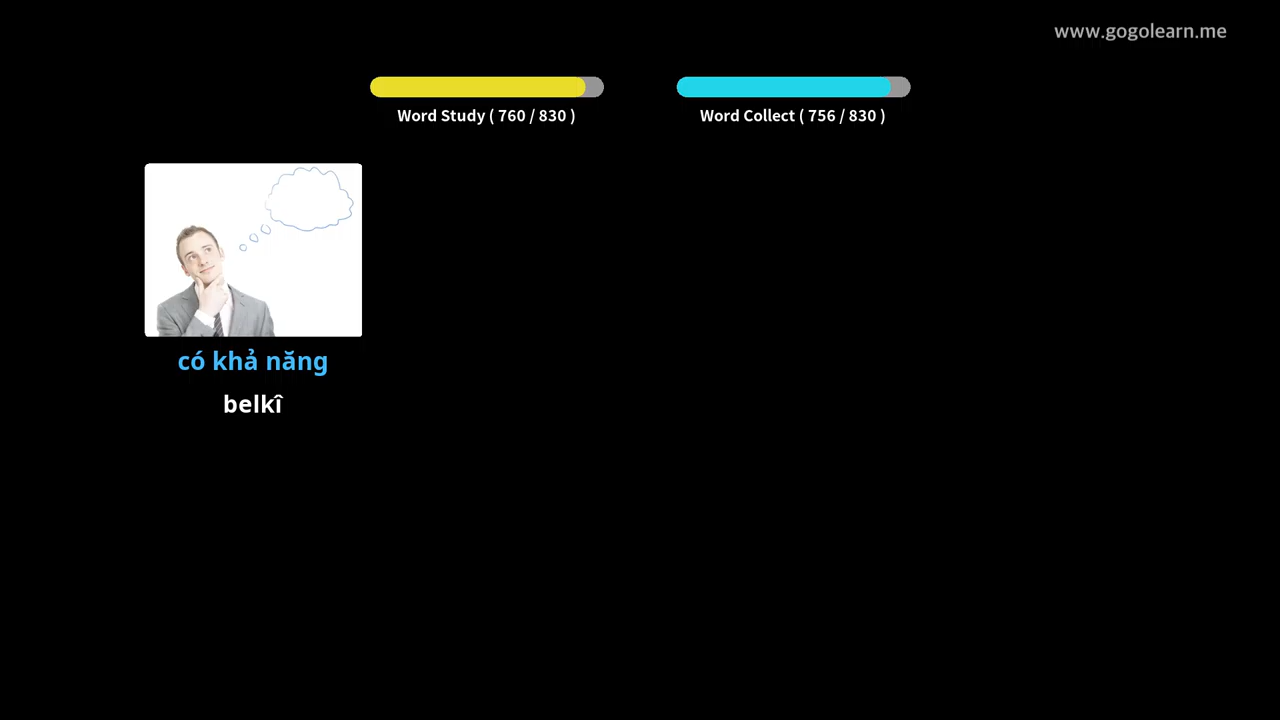 www.gogolearn.me
Word Study ( 760 / 830 )
Word Collect ( 756 / 830 )
có khả năng
belkî